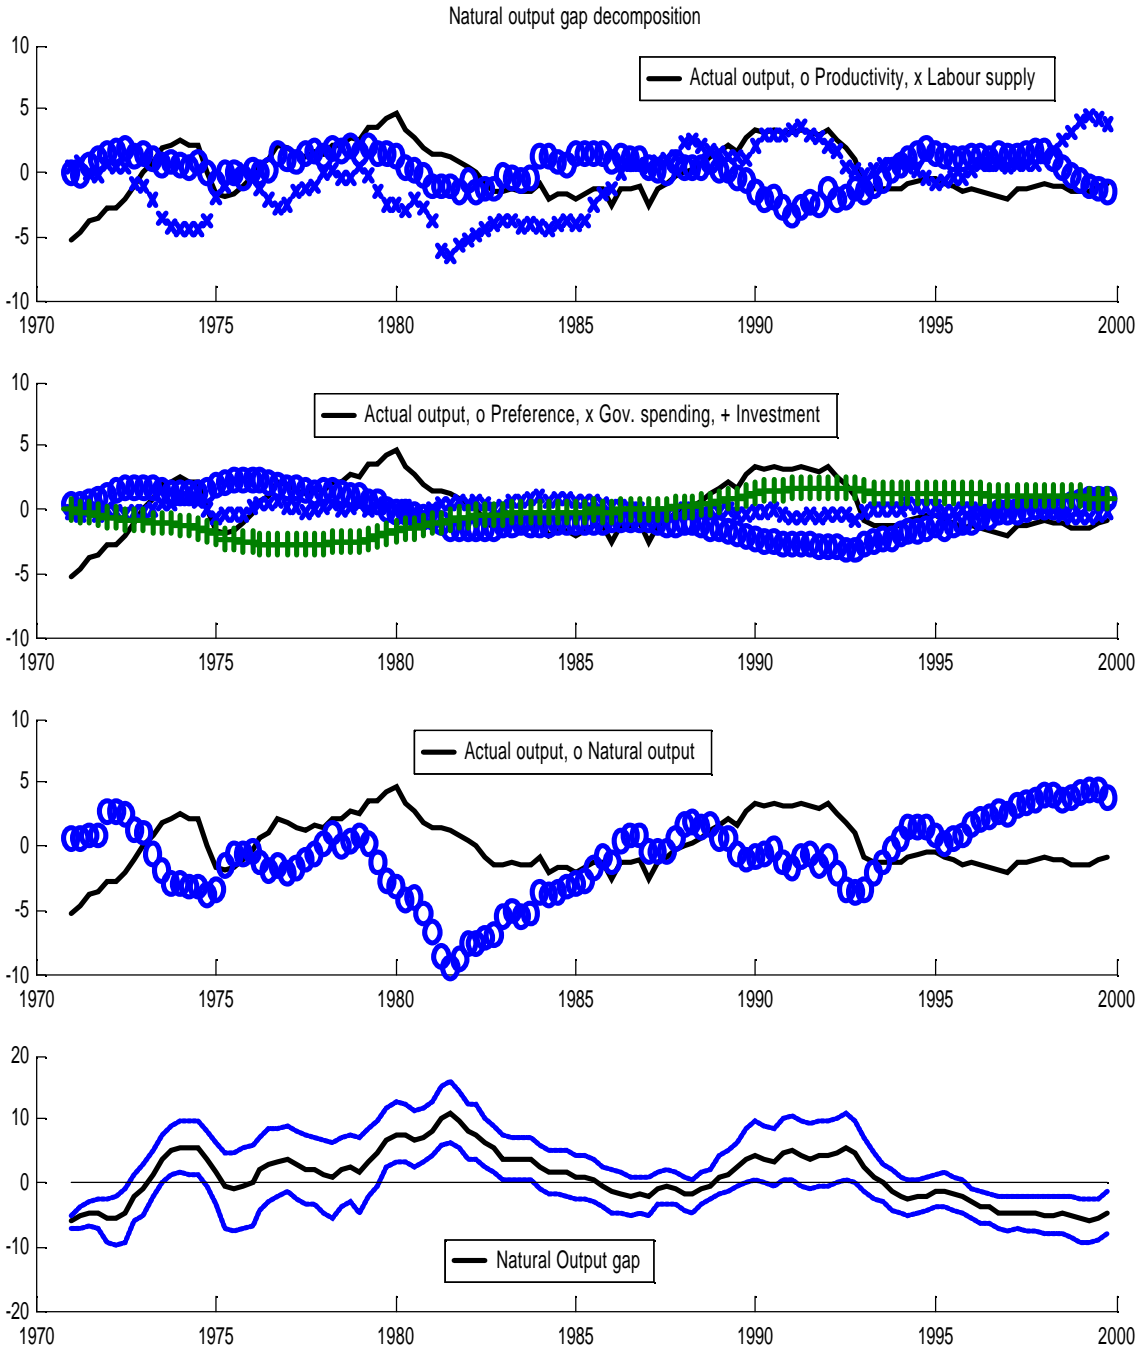 Natural output gap decomposition
10
Actual output, o Productivity, x Labour supply
5
0
-5
-10
1970 1975 1980 1985 1990 1995 2000
10
Actual output, o Preference, x Gov. spending, + Investment
5
0
-5
-10
1970 1975 1980 1985 1990 1995 2000
10
Actual output, o Natural output
5
0
-5
-10
1970 1975 1980 1985 1990 1995 2000
20
10
0
-10
Natural Output gap
-20
1970 1975 1980 1985 1990 1995 2000